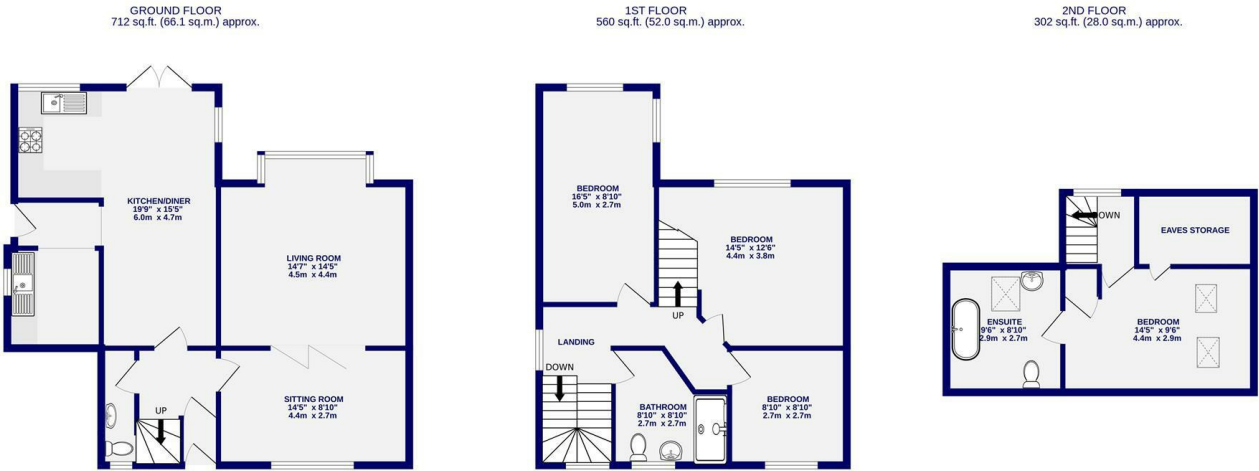 GROUND FLOOR
712 sq.ft. (66.1 sq.m.) approx.
KITCHEN/DINER
19'9" x 15'5"
6.0m x 4.7m
LIVING ROOM
14'7" x 14'5"
4.5m x 4.4m
SITTING ROOM
14'5" x 8'10"
4.4m x 2.7m
UP
1ST FLOOR
560 sq.ft. (52.0 sq.m.) approx.
BEDROOM
16'5" x 8'10"
5.0m x 2.7m
BEDROOM
14'5" x 12'6"
4.4m x 3.8m
UP
LANDING
DOWN
BATHROOM
8'10" x 8'10"
2.7m x 2.7m
BEDROOM
8'10" x 8'10"
2.7m x 2.7m
2ND FLOOR
302 sq.ft. (28.0 sq.m.) approx.
DOWN
EAVES STORAGE
ENSUITE
9'6" x 8'10"
2.9m x 2.7m
BEDROOM
14'5" x 9'6"
4.4m x 2.9m